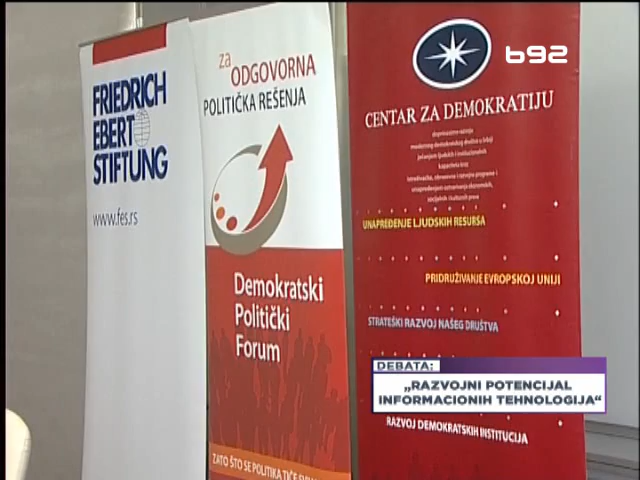 FRIEDRICH
EBERT
STIFTUNG
www.fes.rs
za
ODGOVORNA
POLITIČKA REŠENJA
Demokratski
Politički
Forum
ZATO ŠTO SE POLITIKA TIČE
B92
CENTAR ZA DEMOKRATIJU
UNAPREĐENJE LJUDSKIH RESURSA
PRIDRUŽIVANJE EVROPSKOJ UNIJI
STRATEŠKI RAZVOJ NAŠEG DRUŠTVA
DEBATA:
„RAZVOJNI POTENCIJAL
INFORMACIONIH TEHNOLOGIJA“
RAZVOJ DEMOKRATSKIH INSTITUCIJA